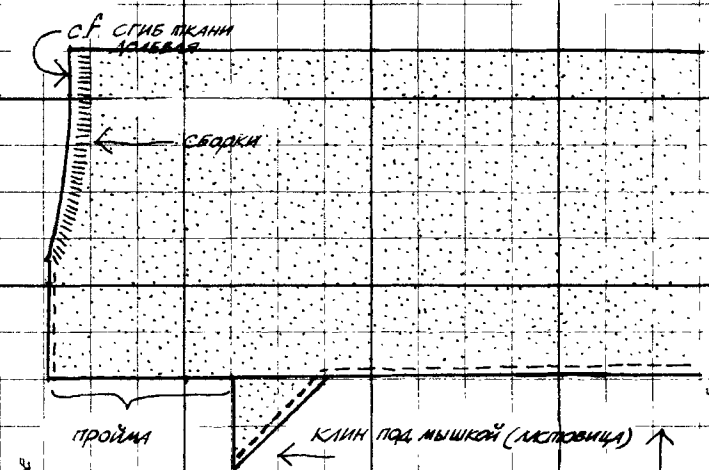 c.f. СГИБ ТКАНИ
ДОЛЕВАЯ
СБОРКИ
ПРОЙМА
КЛИН ПОД МЫШКОЙ (ЛАСТОВИЦА)